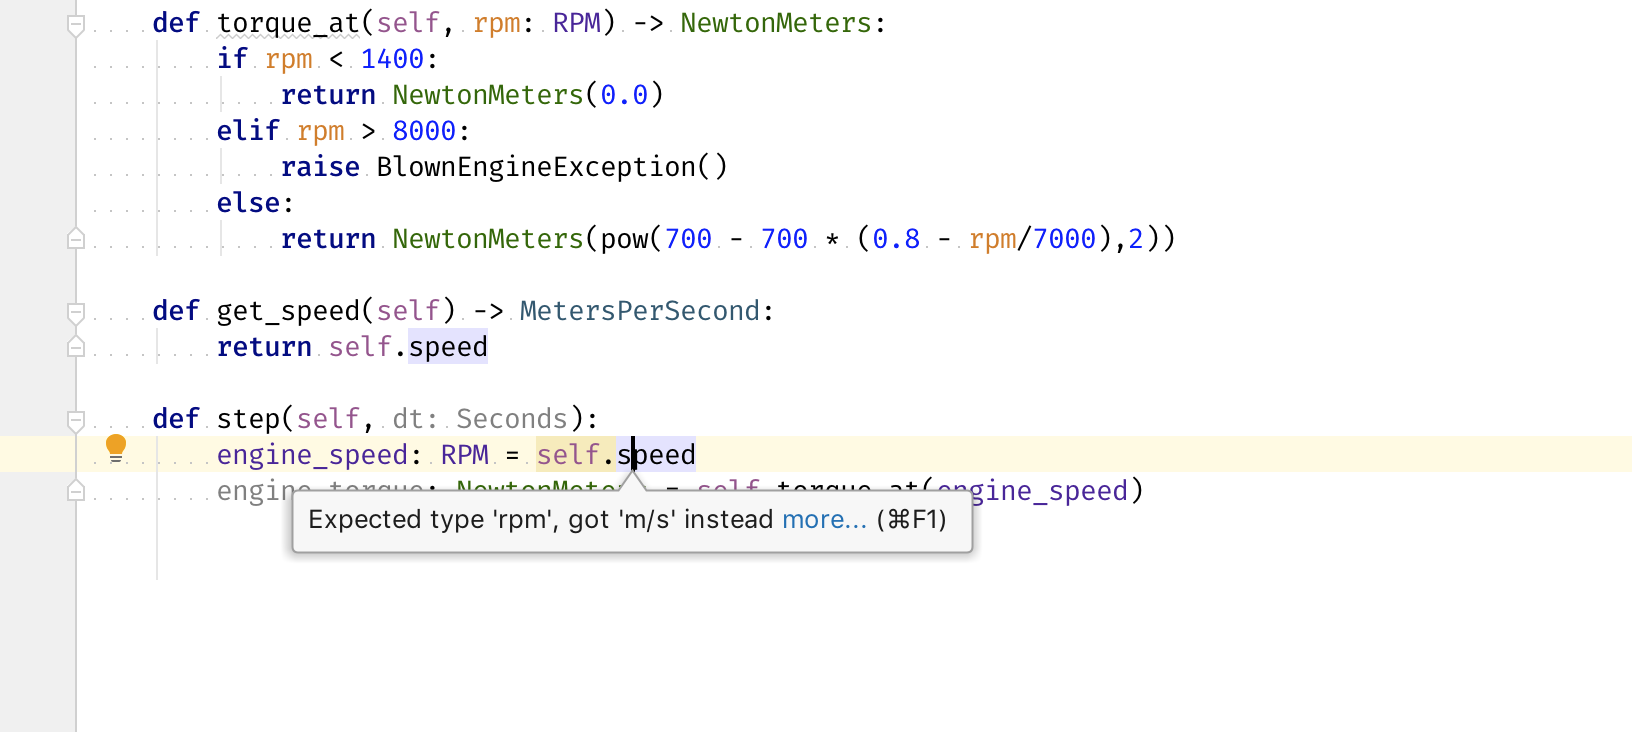 def torque_at(self, rpm: RPM) -> NewtonMeters:
if rpm < 1400:
return NewtonMeters(0.0)
elif rpm > 8000:
raise BlownEngineException()
else:
return NewtonMeters(pow(700 - 700 * (0.8 - rpm/7000),2))
def get_speed(self) -> MetersPerSecond:
return self.speed
def step(self, dt: Seconds):
engine_speed: RPM = self.speed
engine_torque: NewtonMeters = self.torque_at(engine_speed)
Expected type 'rpm', got 'm/s' instead more... (⌘F1)